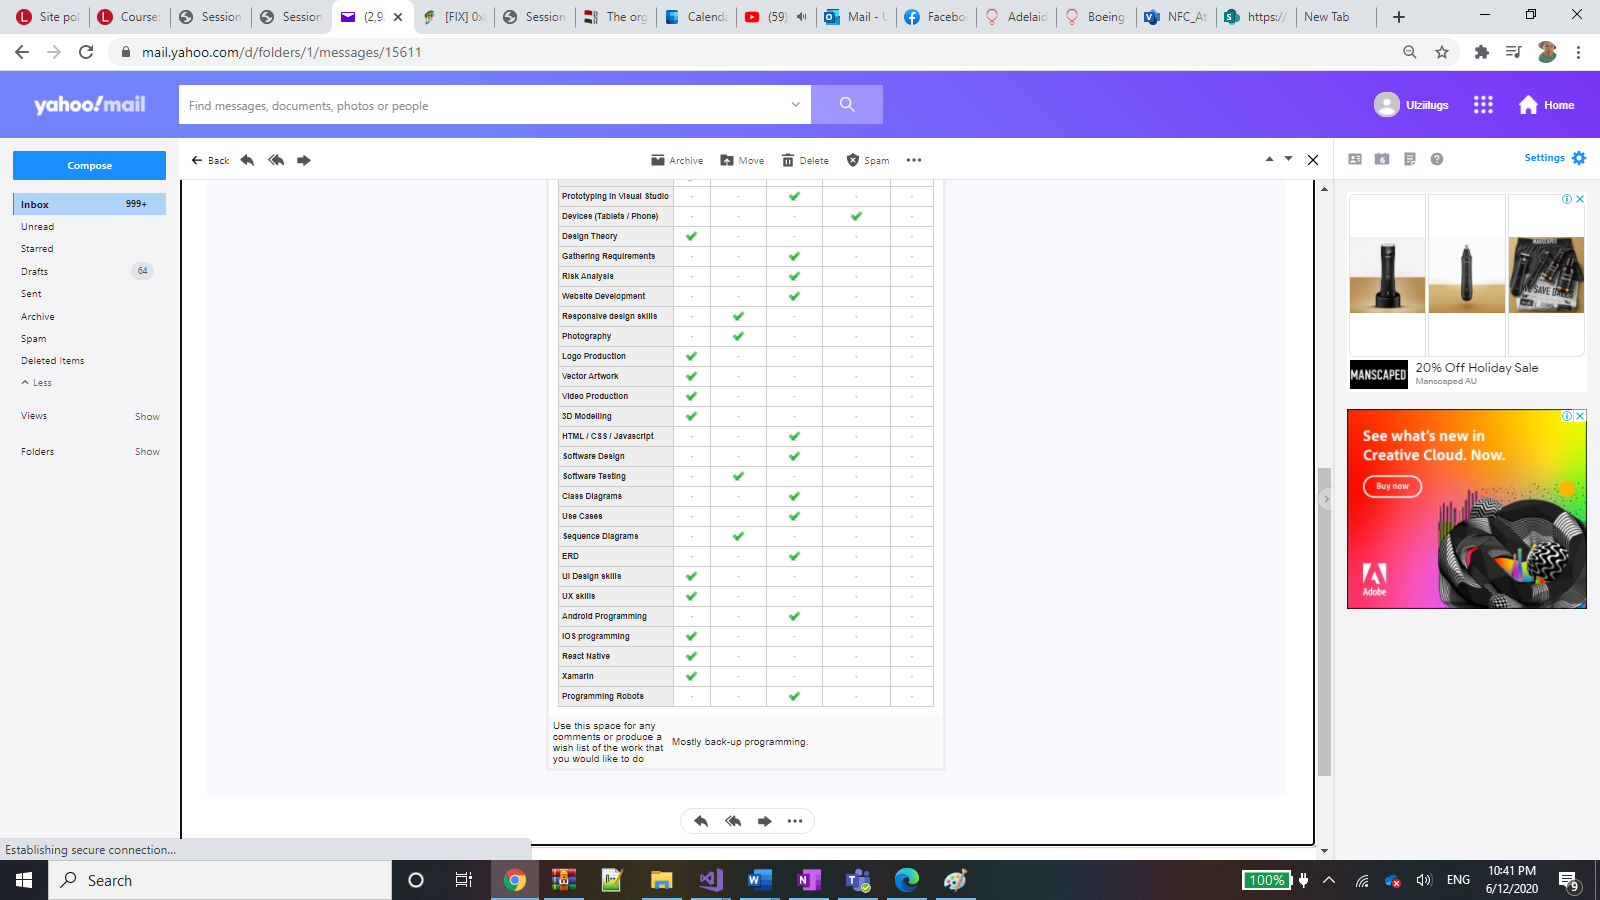 Site pol
Course:
Session
Session
(2,9
[FIX] 0x
Session
The org
Calenda
(59)
Mail - U
Faceboo
Adelaid
Boeing
NFC_At
https:/
New Tab
mail.yahoo.com/d/folders/1/messages/15611
yahoo!mail
Find messages, documents, photos or people
Ulziitugs
Home
Compose
Back
Archive
Move
Delete
Spam
6
Settings
Inbox 999+
Unread
Starred
Drafts 64
Sent
Archive
Spam
Deleted Items
Less
Views Show
Folders Show
Prototyping in Visual Studio - - - -
Devices (Tablets / Phone) - - - -
Design Theory - - - -
Gathering Requirements - - - -
Risk Analysis - - - -
Website Development - - - -
Responsive design skills - - - -
Photography - - - -
Logo Production - - - -
Vector Artwork - - - -
Video Production - - - -
3D Modelling - - - -
HTML / CSS / Javascript - - - -
Software Design - - - -
Software Testing - - - -
Class Diagrams - - - -
Use Cases - - - -
Sequence Diagrams - - - -
ERD - - - -
UI Design skills - - - -
UX skills - - - -
Android Programming - - - -
IOS programming - - - -
React Native - - - -
Xamarin - - - -
Programming Robots - - - -
Use this space for any
comments or produce a
wish list of the work that
you would like to do
Mostly back-up programming.
MANSCAPED
WE SAVE BALLS
MANSCAPED
20% Off Holiday Sale
Manscaped AU
See what's new in
Creative Cloud. Now.
Buy now
Adobe
Establishing secure connection...
Search
100%
ENG
10:41 PM
6/12/2020
9